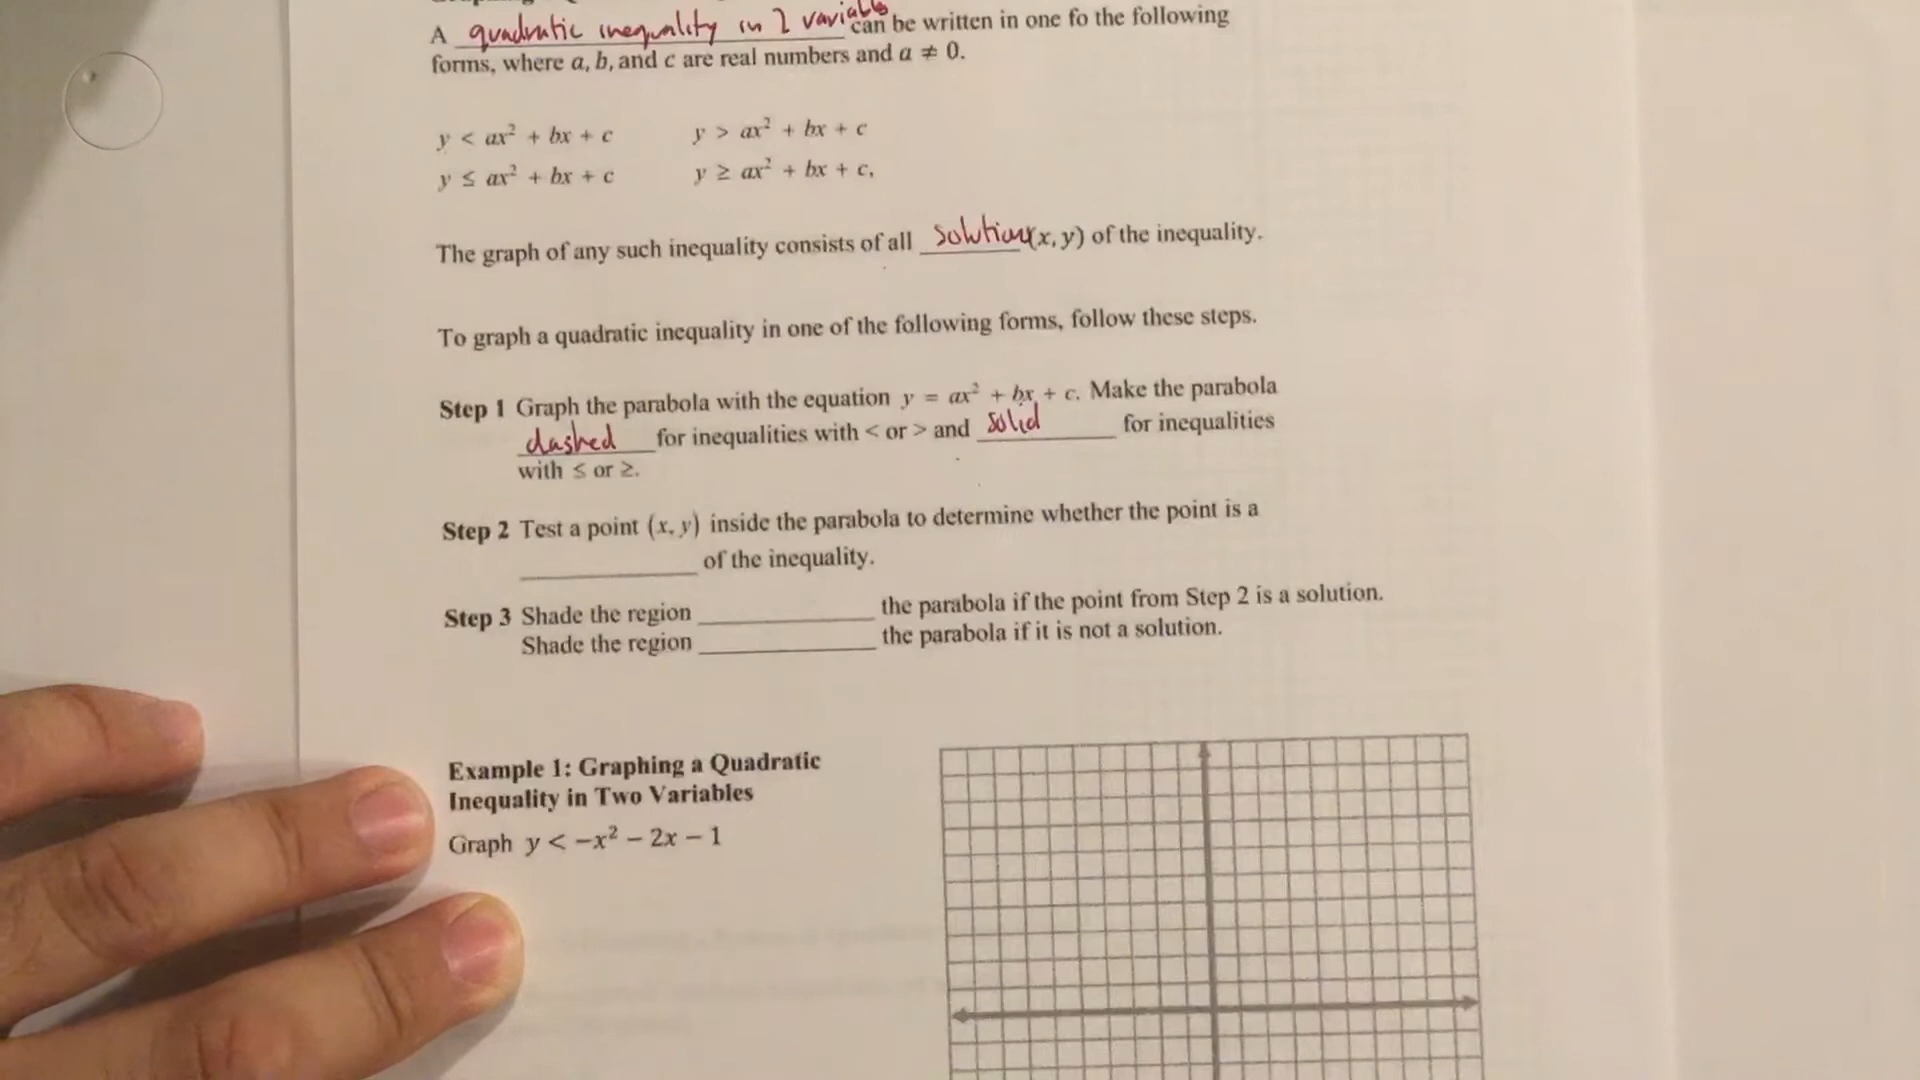 A quadratic inequality in 2 variable can be written in one fo the following
forms, where a, b, and c are real numbers and a ≠ 0.
y < ax² + bx + c y > ax² + bx + c
y ≤ ax² + bx + c y ≥ ax² + bx + c,
The graph of any such inequality consists of all solutions (x, y) of the inequality.
To graph a quadratic inequality in one of the following forms, follow these steps.
Step 1 Graph the parabola with the equation y = ax² + bx + c. Make the parabola
dashed for inequalities with < or > and solid for inequalities
with ≤ or ≥.
Step 2 Test a point (x, y) inside the parabola to determine whether the point is a
____________ of the inequality.
Step 3 Shade the region ____________ the parabola if the point from Step 2 is a solution.
Shade the region ____________ the parabola if it is not a solution.
Example 1: Graphing a Quadratic
Inequality in Two Variables
Graph y < −x² − 2x − 1